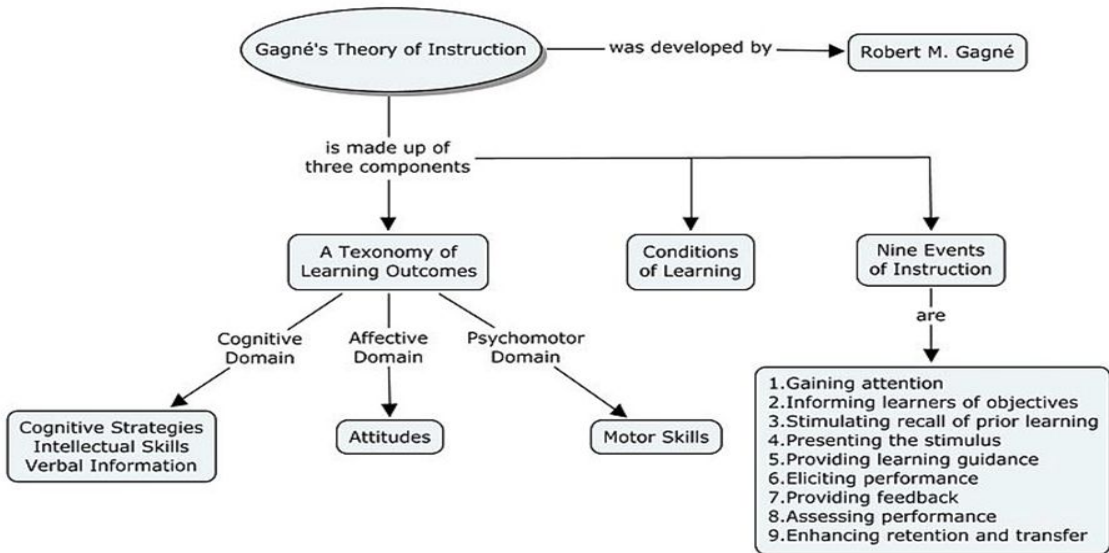 Gagné's Theory of Instruction
was developed by
Robert M. Gagné
is made up of
three components
A Texonomy of
Learning Outcomes
Conditions
of Learning
Nine Events
of Instruction
Cognitive
Domain
Affective
Domain
Psychomotor
Domain
are
Cognitive Strategies
Intellectual Skills
Verbal Information
Attitudes
Motor Skills
1.Gaining attention
2.Informing learners of objectives
3.Stimulating recall of prior learning
4.Presenting the stimulus
5.Providing learning guidance
6.Eliciting performance
7.Providing feedback
8.Assessing performance
9.Enhancing retention and transfer